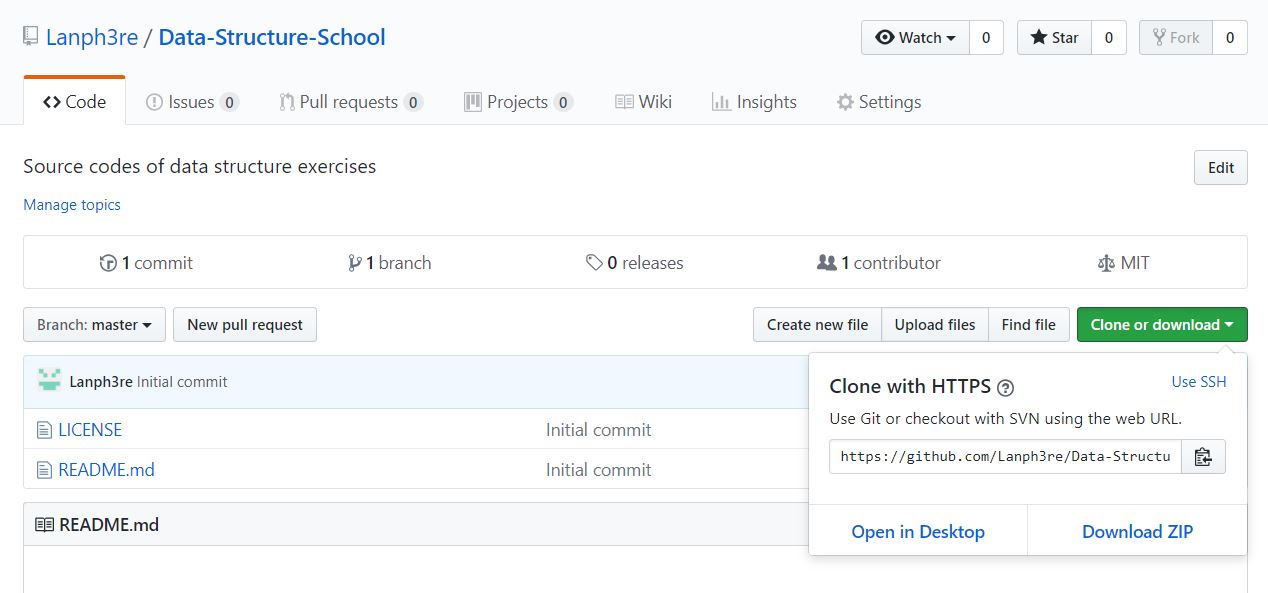 Lanph3re / Data-Structure-School
Watch 0 Star 0 Fork 0
Code Issues 0 Pull requests 0 Projects 0 Wiki Insights Settings
Source codes of data structure exercises
Edit
Manage topics
1 commit 1 branch 0 releases 1 contributor MIT
Branch: master New pull request Create new file Upload files Find file Clone or download
Lanph3re Initial commit
LICENSE Initial commit
README.md Initial commit
README.md
Clone with HTTPS ? Use SSH
Use Git or checkout with SVN using the web URL.
https://github.com/Lanph3re/Data-Structu
Open in Desktop Download ZIP